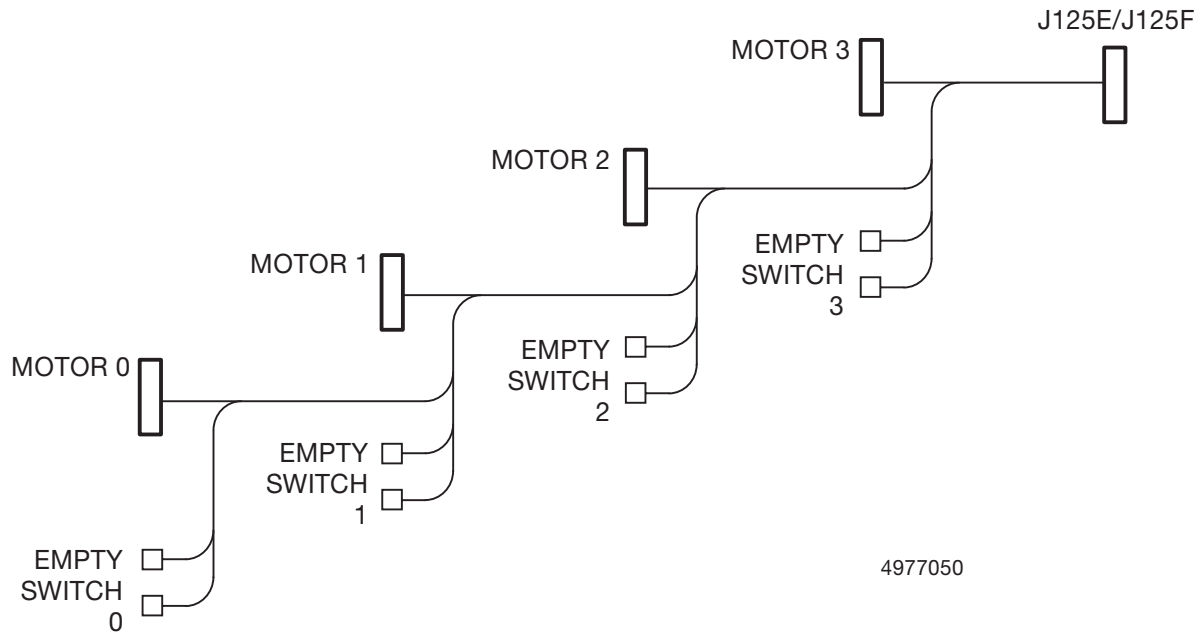 J125E/J125F
MOTOR 3
MOTOR 2
EMPTY
SWITCH
3
MOTOR 1
EMPTY
SWITCH
2
MOTOR 0
EMPTY
SWITCH
1
EMPTY
SWITCH
0
4977050